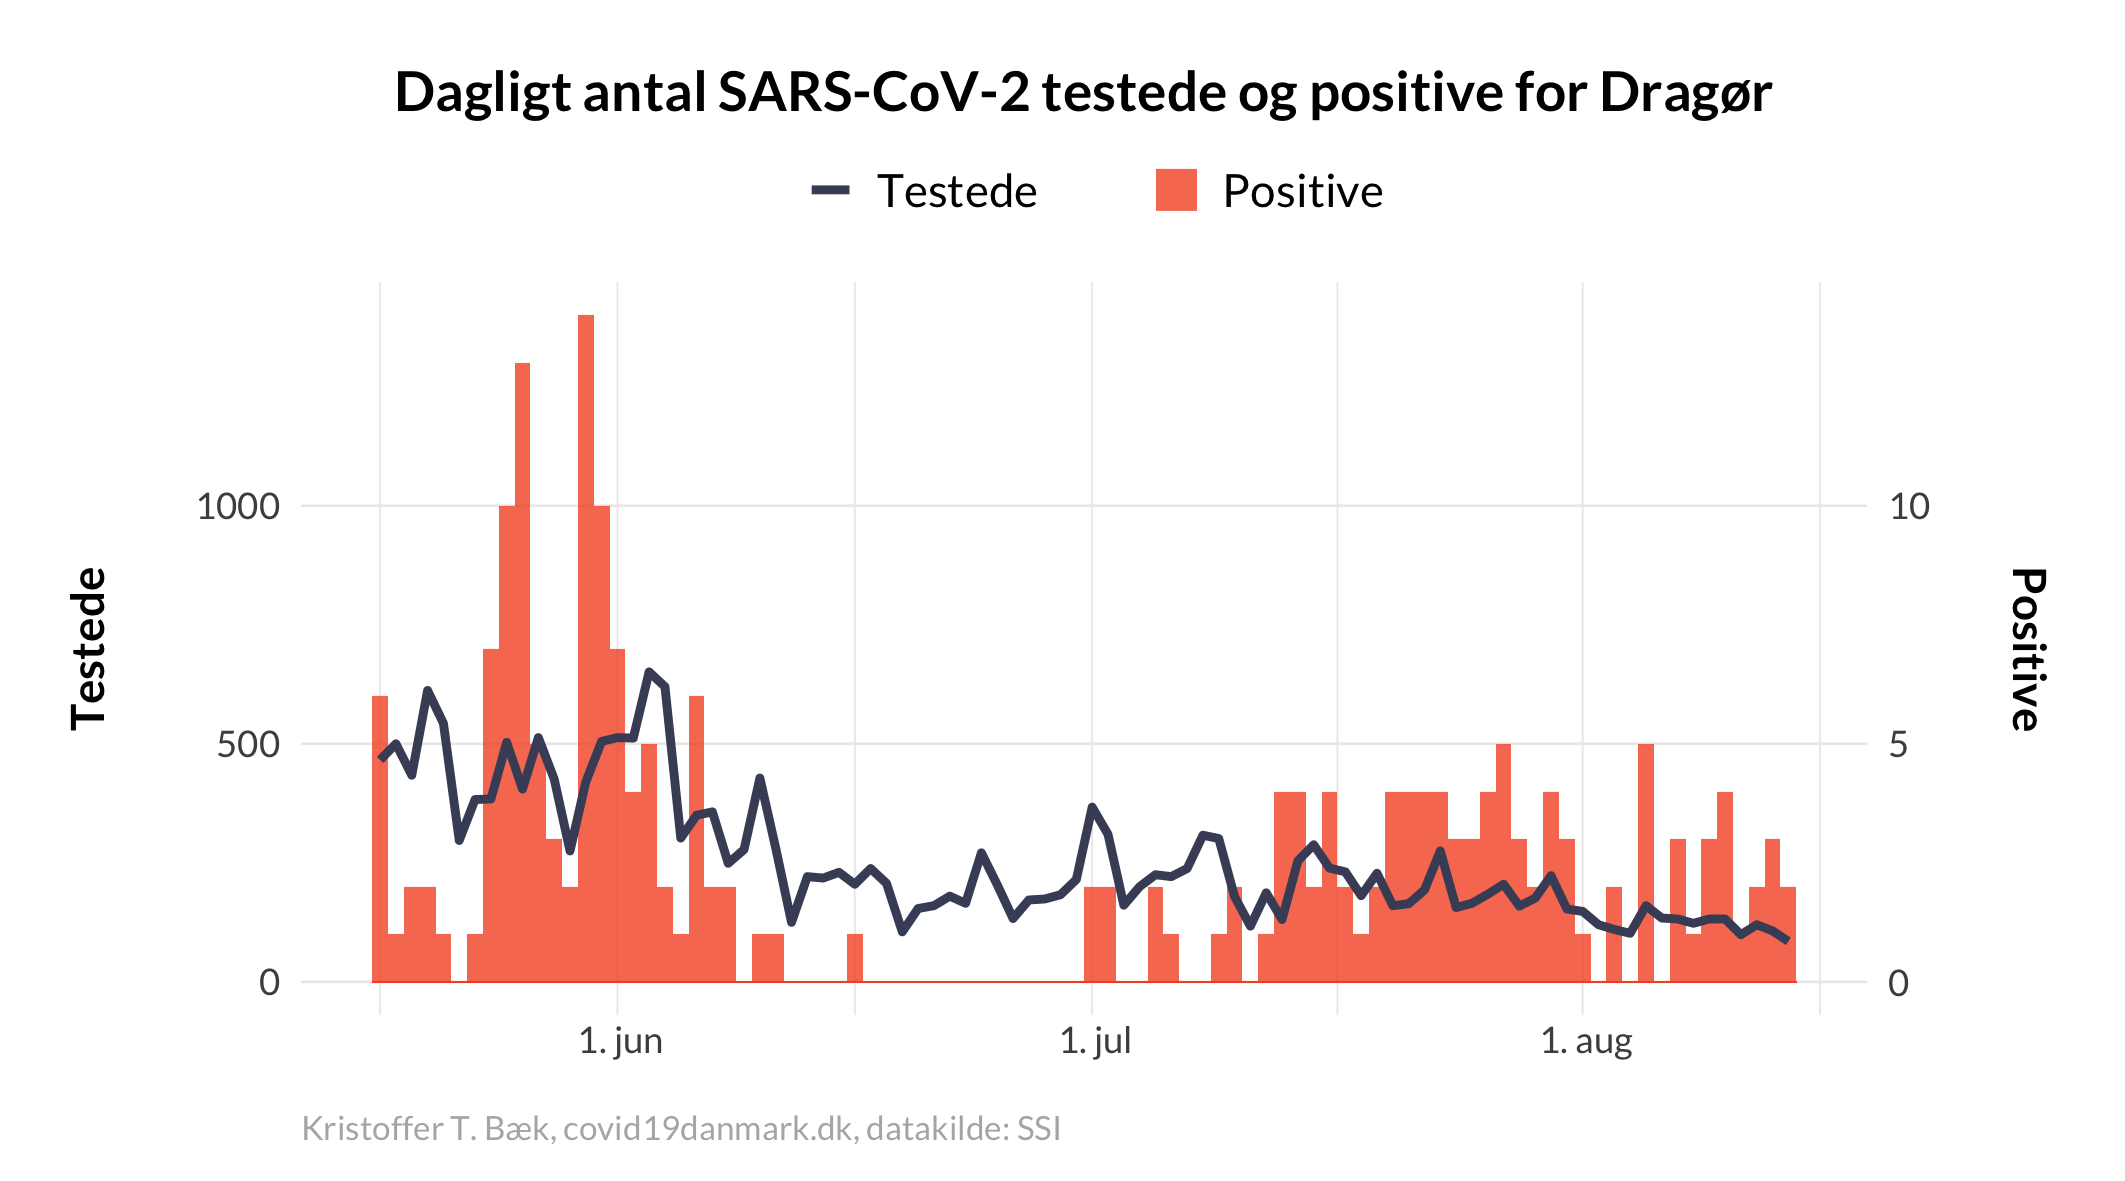 Dagligt antal SARS-CoV-2 testede og positive for Dragør
Testede
Positive
1000
500
0
10
5
0
Testede
Positive
1. jun
1. jul
1. aug
Kristoffer T. Bæk, covid19danmark.dk, datakilde: SSI